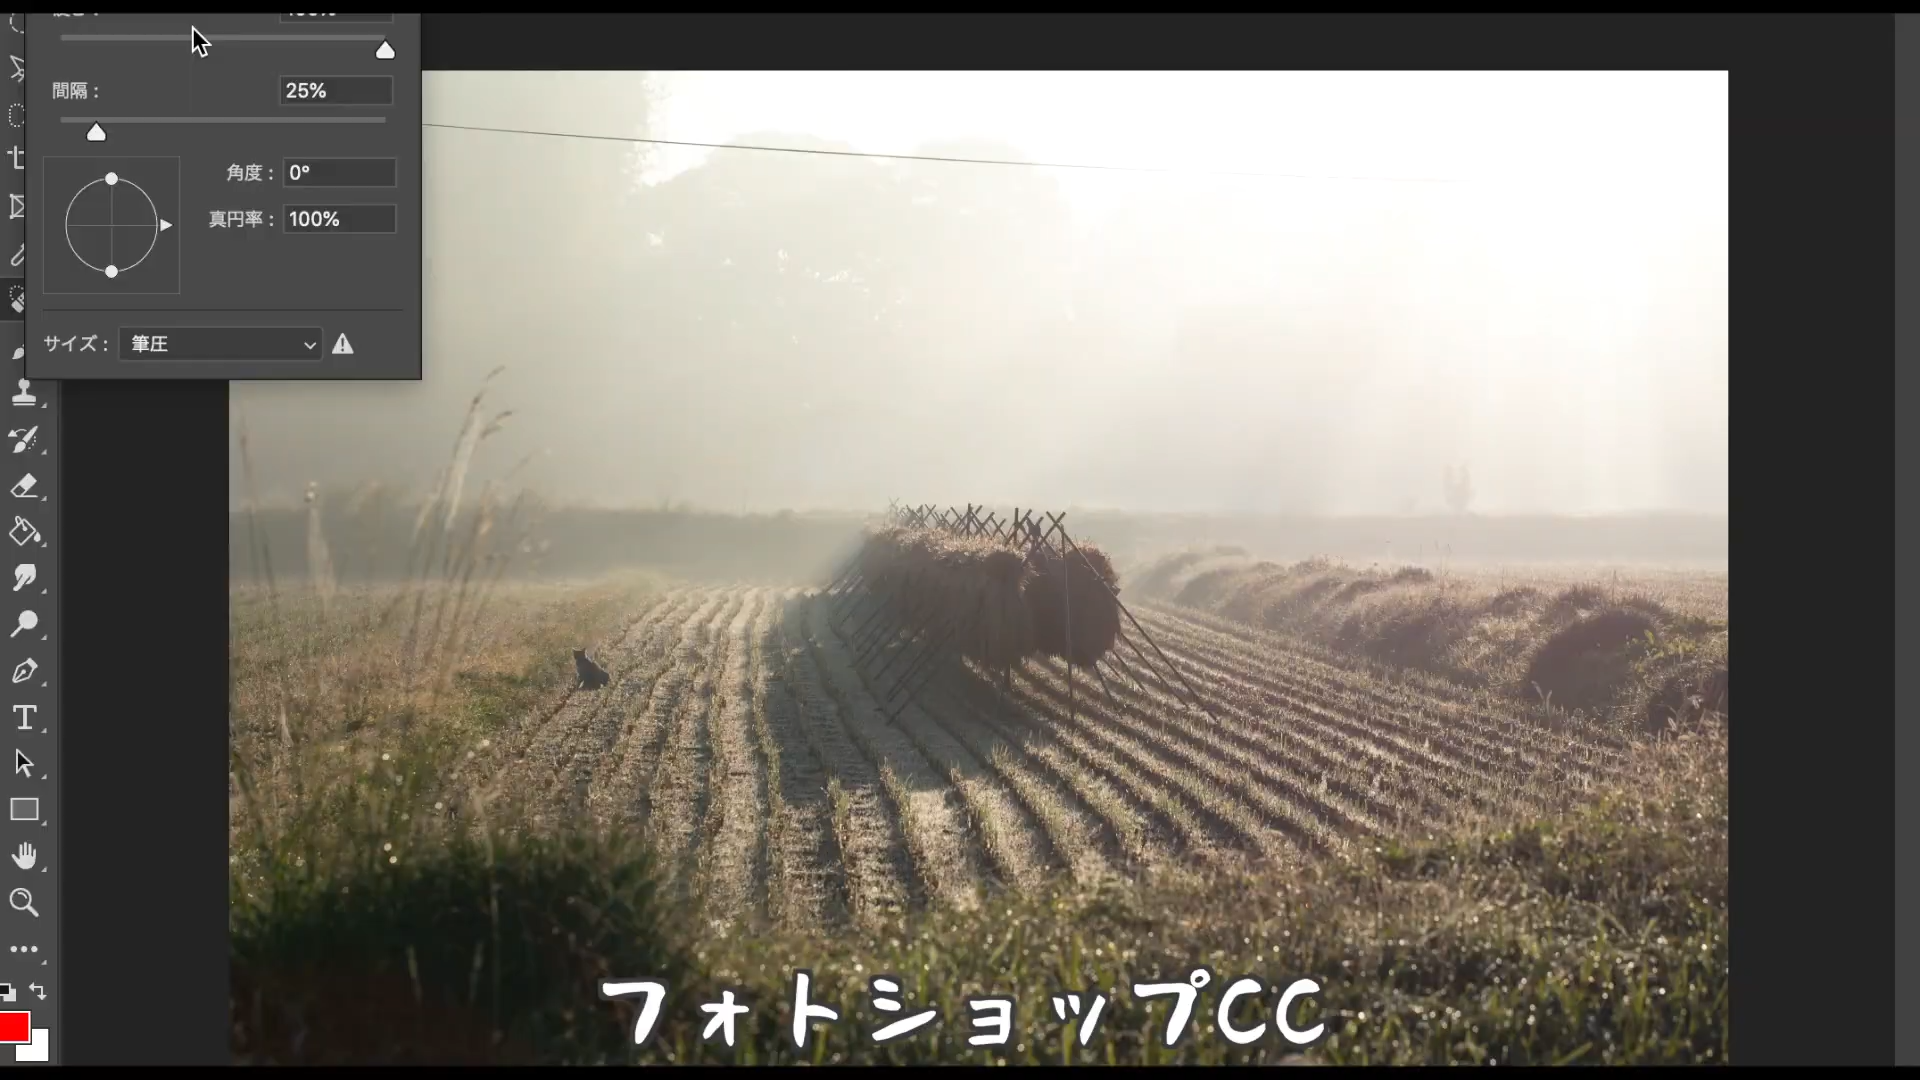 間隔：
25%
角度： 0°
真円率： 100%
サイズ： 筆圧
フォトショップCC